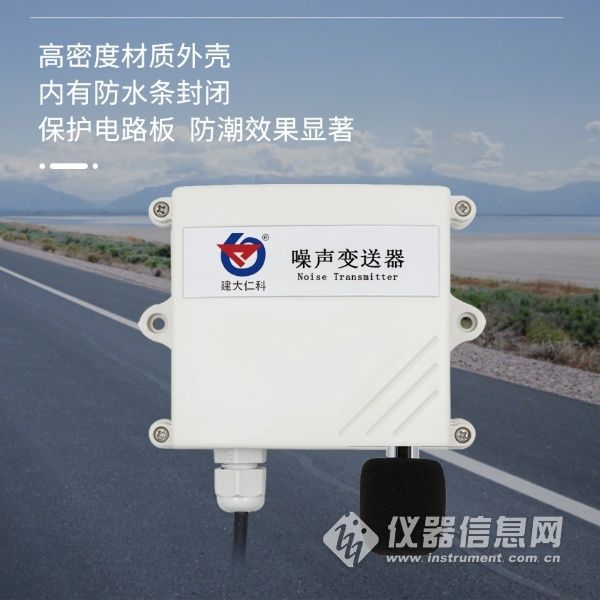 高密度材质外壳
内有防水条封闭
保护电路板 防潮效果显著
®
建大仁科
噪声变送器
Noise Transmitter
仪器信息网
www.instrument.com.cn